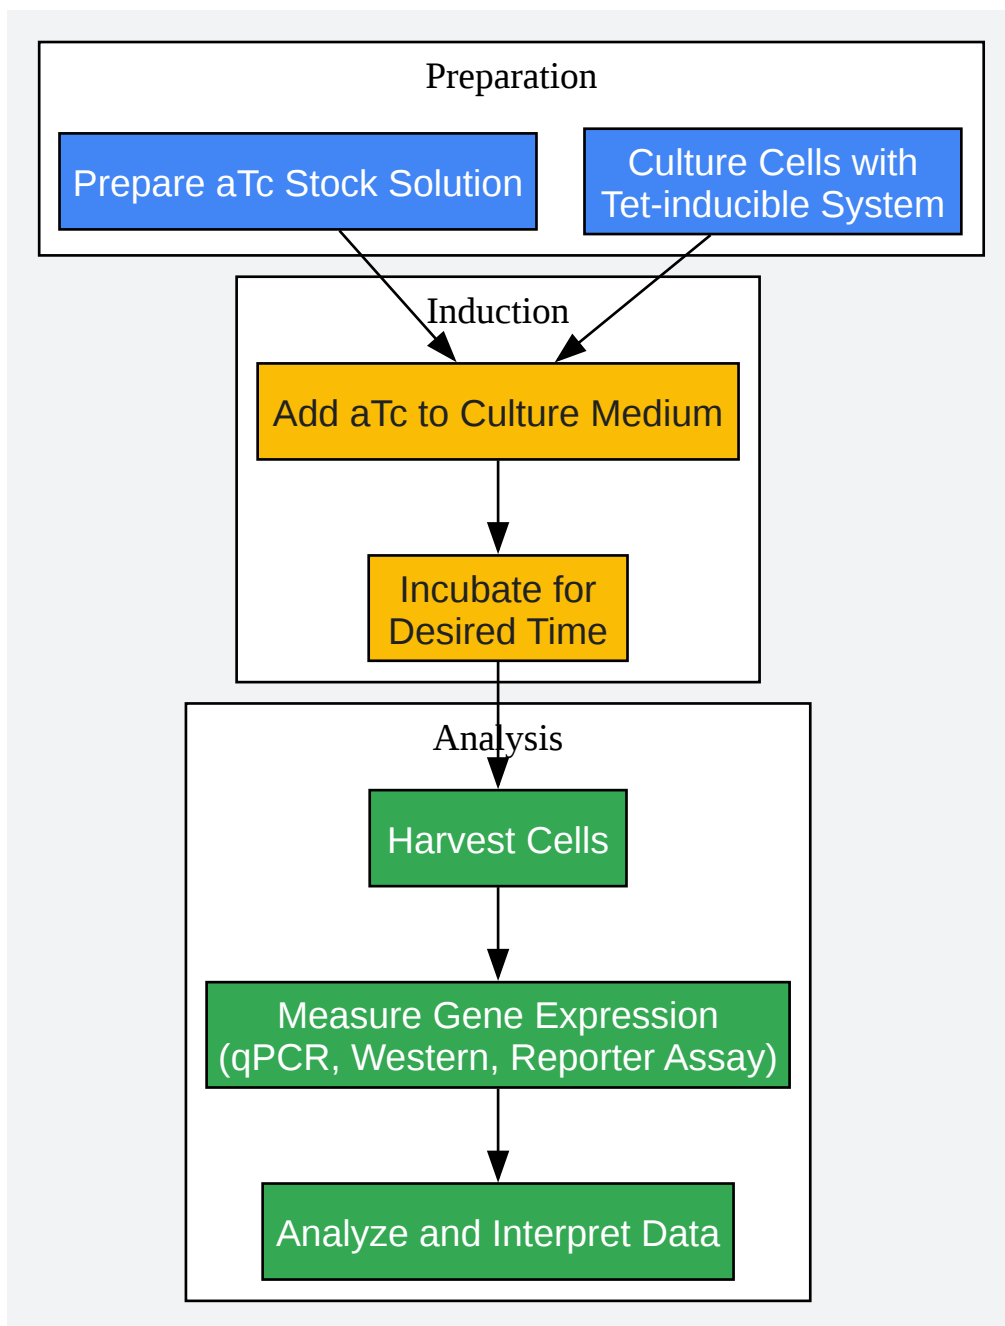 Preparation
Prepare aTc Stock Solution
Culture Cells with
Tet-inducible System
Induction
Add aTc to Culture Medium
Incubate for
Desired Time
Analysis
Harvest Cells
Measure Gene Expression
(qPCR, Western, Reporter Assay)
Analyze and Interpret Data